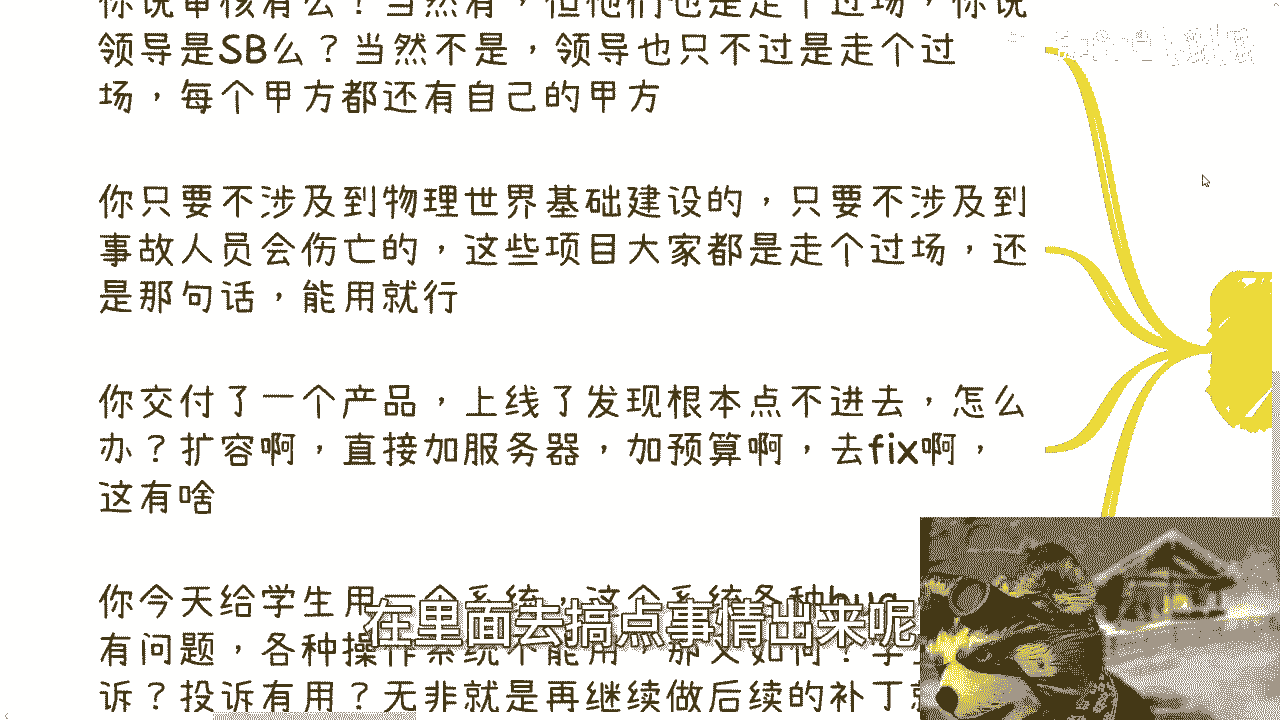 你说审核有么？当然有，但他们也是走个过场，你说
领导是SB么？当然不是，领导也只不过是走个过
场，每个甲方都还有自己的甲方
你只要不涉及到物理世界基础建设的，只要不涉及到
事故人员会伤亡的，这些项目大家都是走个过场，还
是那句话，能用就行
你交付了一个产品，上线了发现根本点不进去，怎么
办？扩容啊，直接加服务器，加预算啊，去fix啊，
这有啥
你今天给学生用一个系统，这个系统各种bug
在里面去搞点事情出来呢
有问题，各种操作系统不能用，那又如何？学
诉？投诉有用？无非就是再继续做后续的补丁